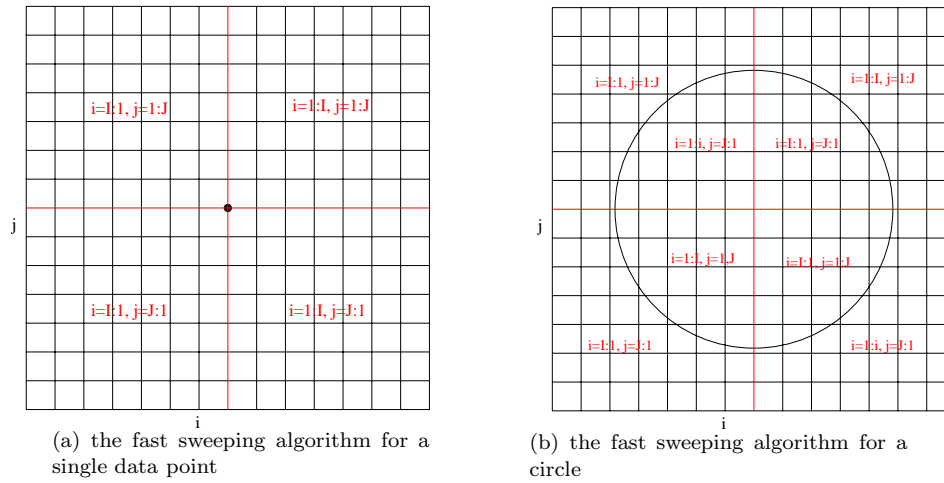 i=I:1, j=1:J
i=1:I, j=1:J
j
i=I:1, j=J:1
i=1:I, j=J:1
i
(a) the fast sweeping algorithm for a
single data point
i=I:1, j=1:J
i=1:I, j=1:J
i=1:i, j=J:1
i=I:1, j=J:1
j
i=1:I, j=1:J
i=I:1, j=1:J
i=I:1, j=J:1
i=1:i, j=J:1
i
(b) the fast sweeping algorithm for a
circle